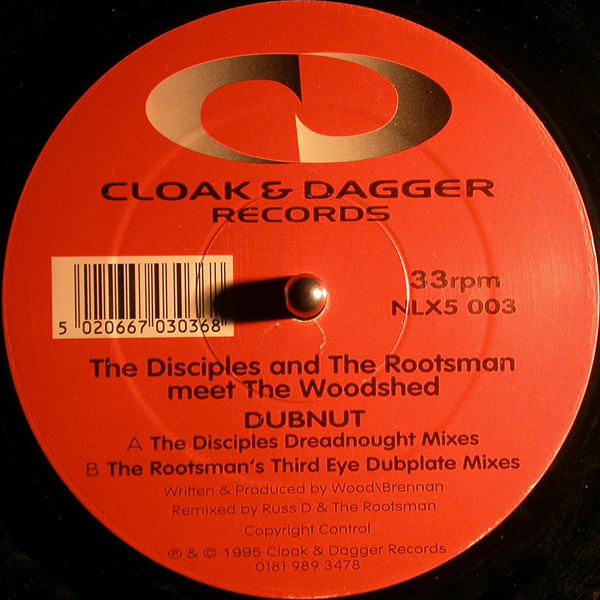 CLOAK & DAGGER
RECORDS
33rpm
NLX5 003
5 020667 030368
The Disciples and The Rootsman
meet The Woodshed
DUBNUT
A The Disciples Dreadnought Mixes
B The Rootsman's Third Eye Dubplate Mixes
Written & Produced by Wood\Brennan
Remixed by Russ D & The Rootsman
Copyright Control
℗ & © 1995 Cloak & Dagger Records
0181 989 3478